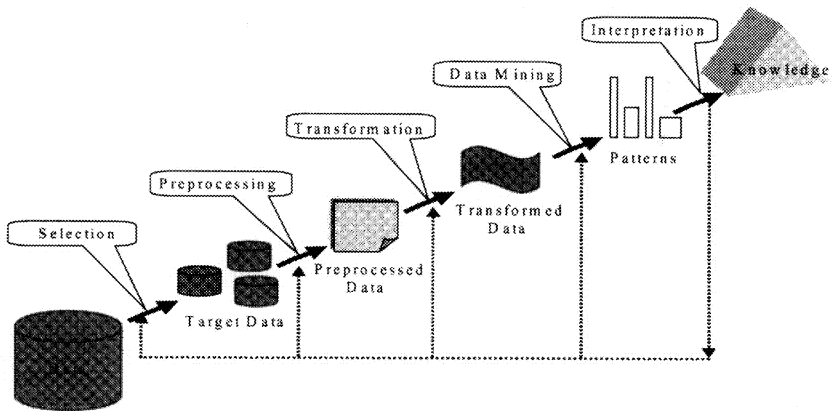 Interpretation
Knowledge
Data Mining
Transformation
Patterns
Preprocessing
Transformed
Data
Selection
Preprocessed
Data
Target Data